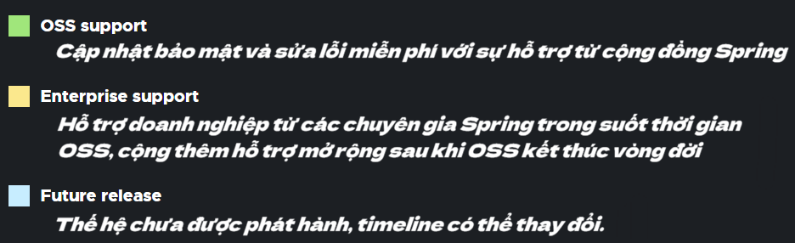 OSS support
Cập nhật bảo mật và sửa lỗi miễn phí với sự hỗ trợ từ cộng đồng Spring
Enterprise support
Hỗ trợ doanh nghiệp từ các chuyên gia Spring trong suốt thời gian
OSS, cộng thêm hỗ trợ mở rộng sau khi OSS kết thúc vòng đời
Future release
Thế hệ chưa được phát hành, timeline có thể thay đổi.